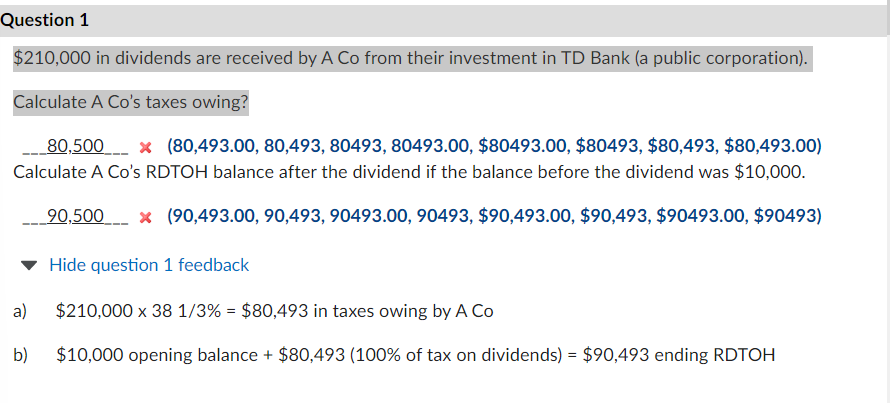 Question 1
$210,000 in dividends are received by A Co from their investment in TD Bank (a public corporation).
Calculate A Co's taxes owing?
___80,500___ ✗ (80,493.00, 80,493, 80493, 80493.00, $80493.00, $80493, $80,493, $80,493.00)
Calculate A Co's RDTOH balance after the dividend if the balance before the dividend was $10,000.
___90,500___ ✗ (90,493.00, 90,493, 90493.00, 90493, $90,493.00, $90,493, $90493.00, $90493)
Hide question 1 feedback
a) $210,000 x 38 1/3% = $80,493 in taxes owing by A Co
b) $10,000 opening balance + $80,493 (100% of tax on dividends) = $90,493 ending RDTOH